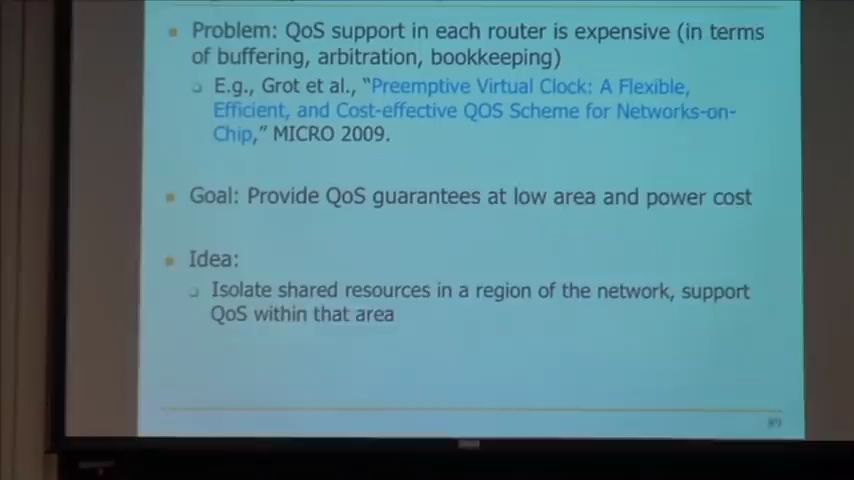 Problem: QoS support in each router is expensive (in terms
of buffering, arbitration, bookkeeping)
E.g., Grot et al., “Preemptive Virtual Clock: A Flexible,
Efficient, and Cost-effective QOS Scheme for Networks-on-
Chip,” MICRO 2009.
Goal: Provide QoS guarantees at low area and power cost
Idea:
Isolate shared resources in a region of the network, support
QoS within that area